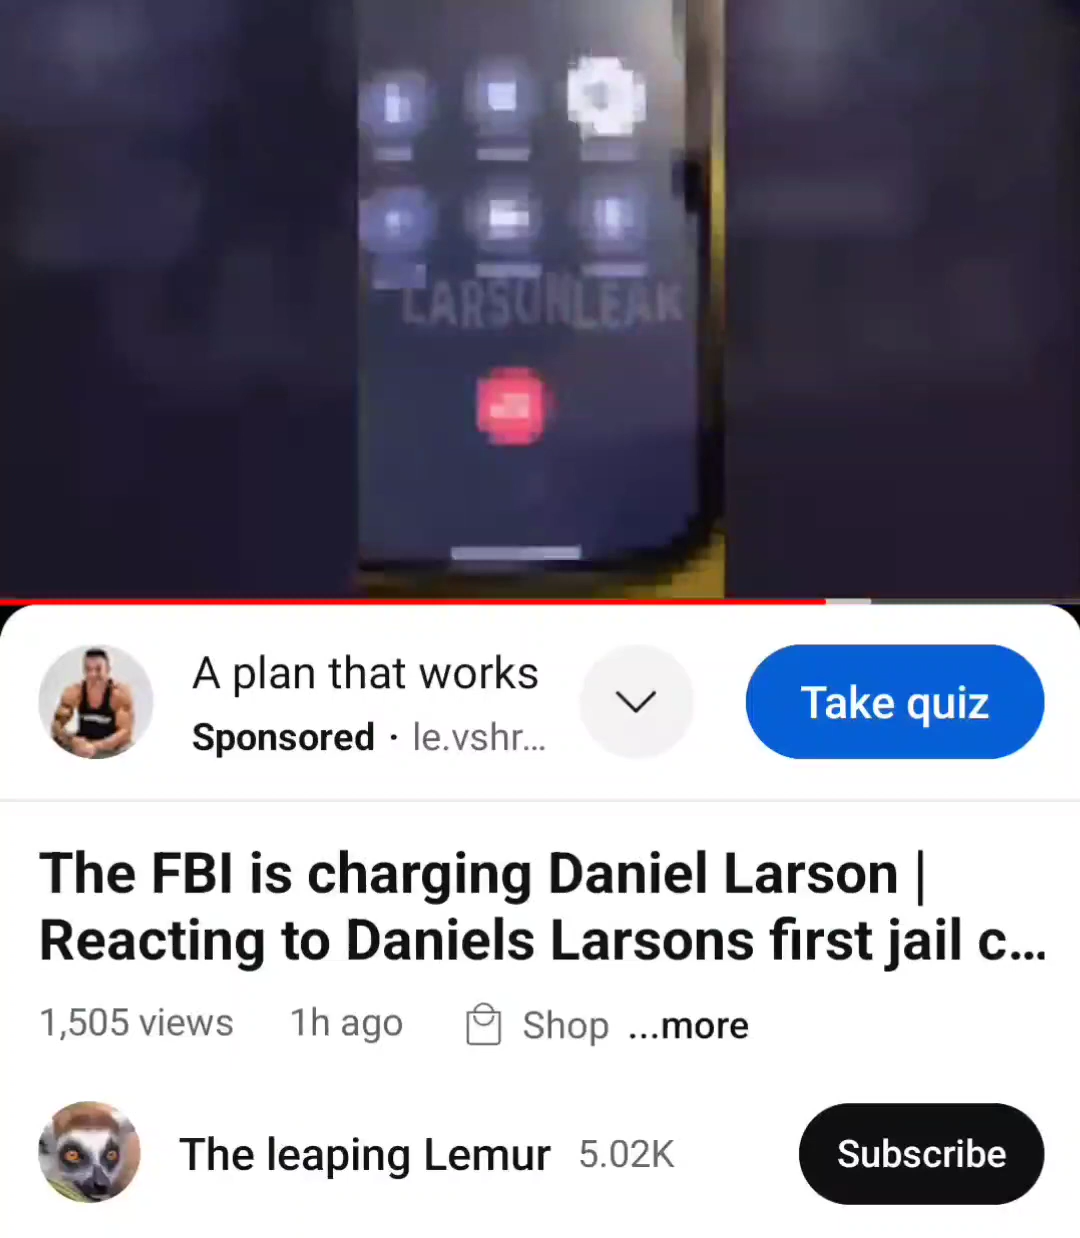 LARSONLEAK
A plan that works
Sponsored · le.vshr...
Take quiz
The FBI is charging Daniel Larson |
Reacting to Daniels Larsons first jail c...
1,505 views 1h ago Shop ...more
The leaping Lemur 5.02K
Subscribe